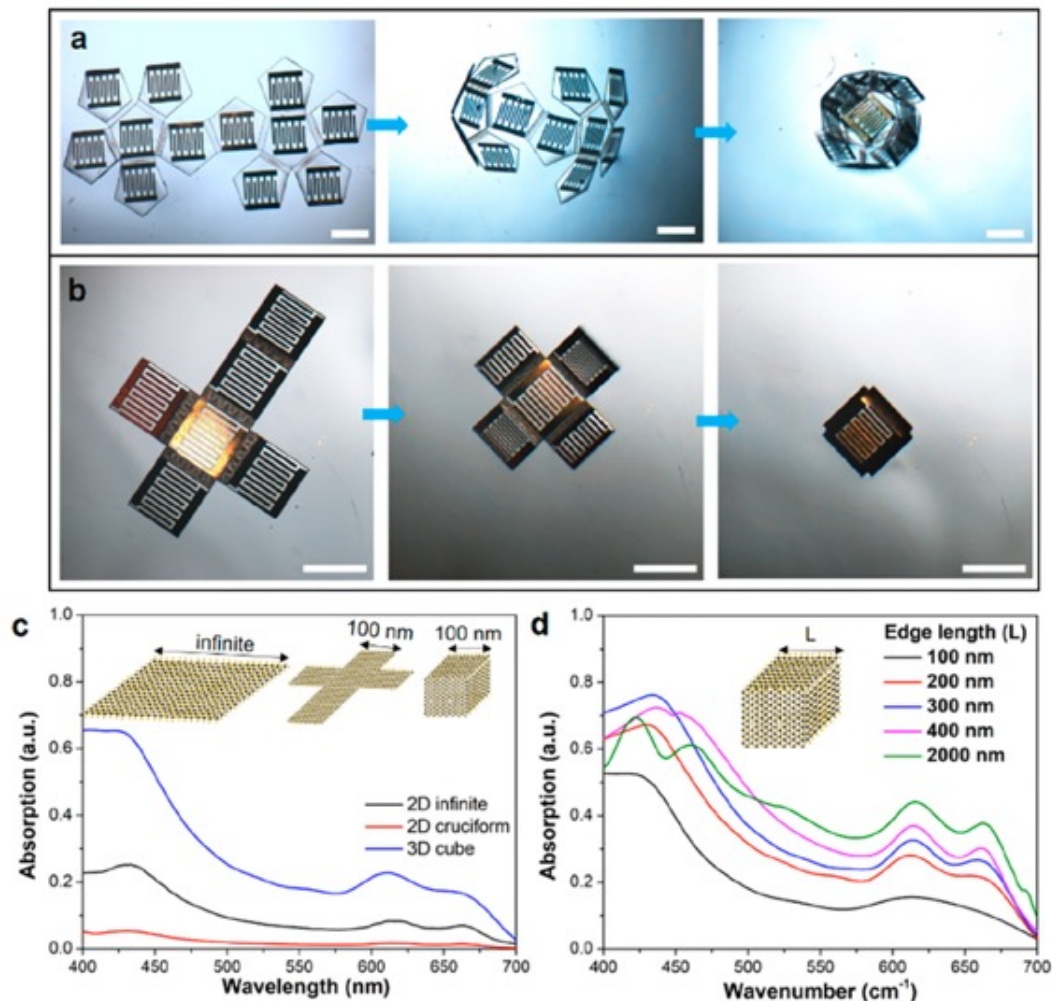 a
b
c
infinite
100 nm
100 nm
2D infinite
2D cruciform
3D cube
Absorption (a.u.)
1.0
0.8
0.6
0.4
0.2
0.0
400
450
500
550
600
650
700
Wavelength (nm)
d
L
Edge length (L)
100 nm
200 nm
300 nm
400 nm
2000 nm
Absorption (a.u.)
1.0
0.8
0.6
0.4
0.2
0.0
400
450
500
550
600
650
700
Wavenumber (cm⁻¹)